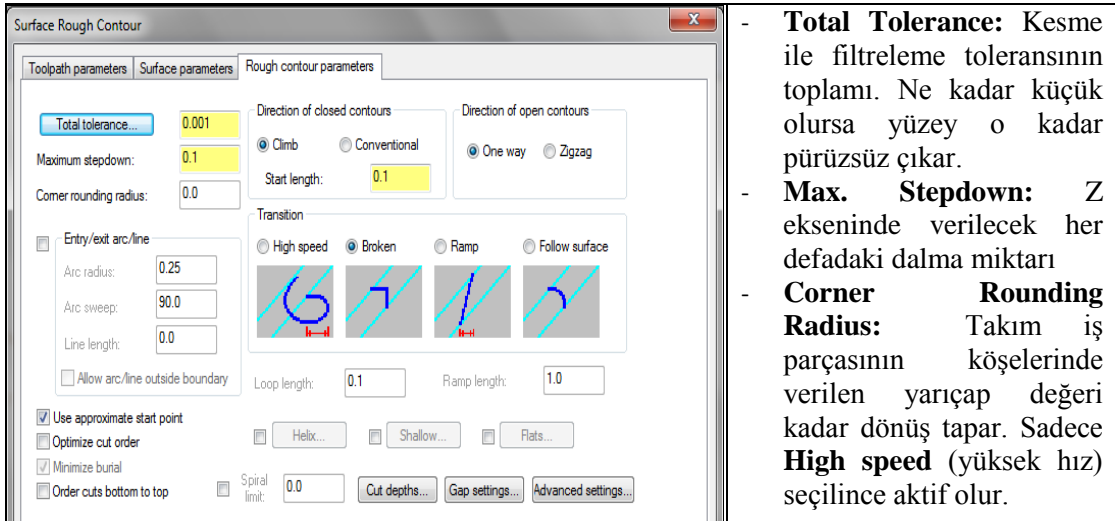 Surface Rough Contour
x
Toolpath parameters Surface parameters Rough contour parameters
Total tolerance... 0.001
Maximum stepdown: 0.1
Corner rounding radius: 0.0
Direction of closed contours
Climb Conventional
Start length: 0.1
Direction of open contours
One way Zigzag
Transition
High speed Broken Ramp Follow surface
Entry/exit arc/line
Arc radius: 0.25
Arc sweep: 90.0
Line length: 0.0
Allow arc/line outside boundary
Loop length: 0.1 Ramp length: 1.0
Use approximate start point
Optimize cut order
Minimize burial
Order cuts bottom to top
Helix... Shallow... Flats...
Spiral
limit: 0.0
Cut depths... Gap settings... Advanced settings...
- Total Tolerance: Kesme
ile filtreleme toleransının
toplamı. Ne kadar küçük
olursa yüzey o kadar
pürüzsüz çıkar.
- Max. Stepdown: Z
ekseninde verilecek her
defadaki dalma miktarı
- Corner Rounding
Radius: Takım iş
parçasının köşelerinde
verilen yarıçap değeri
kadar dönüş tapar. Sadece
High speed (yüksek hız)
seçilince aktif olur.